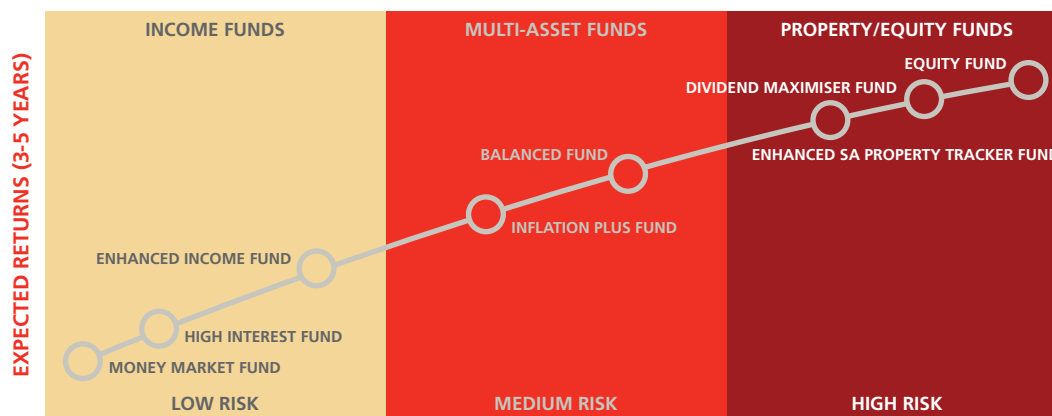 EXPECTED RETURNS (3-5 YEARS)
INCOME FUNDS
MULTI-ASSET FUNDS
PROPERTY/EQUITY FUNDS
EQUITY FUND
DIVIDEND MAXIMISER FUND
BALANCED FUND
ENHANCED SA PROPERTY TRACKER FUND
INFLATION PLUS FUND
ENHANCED INCOME FUND
HIGH INTEREST FUND
MONEY MARKET FUND
LOW RISK
MEDIUM RISK
HIGH RISK